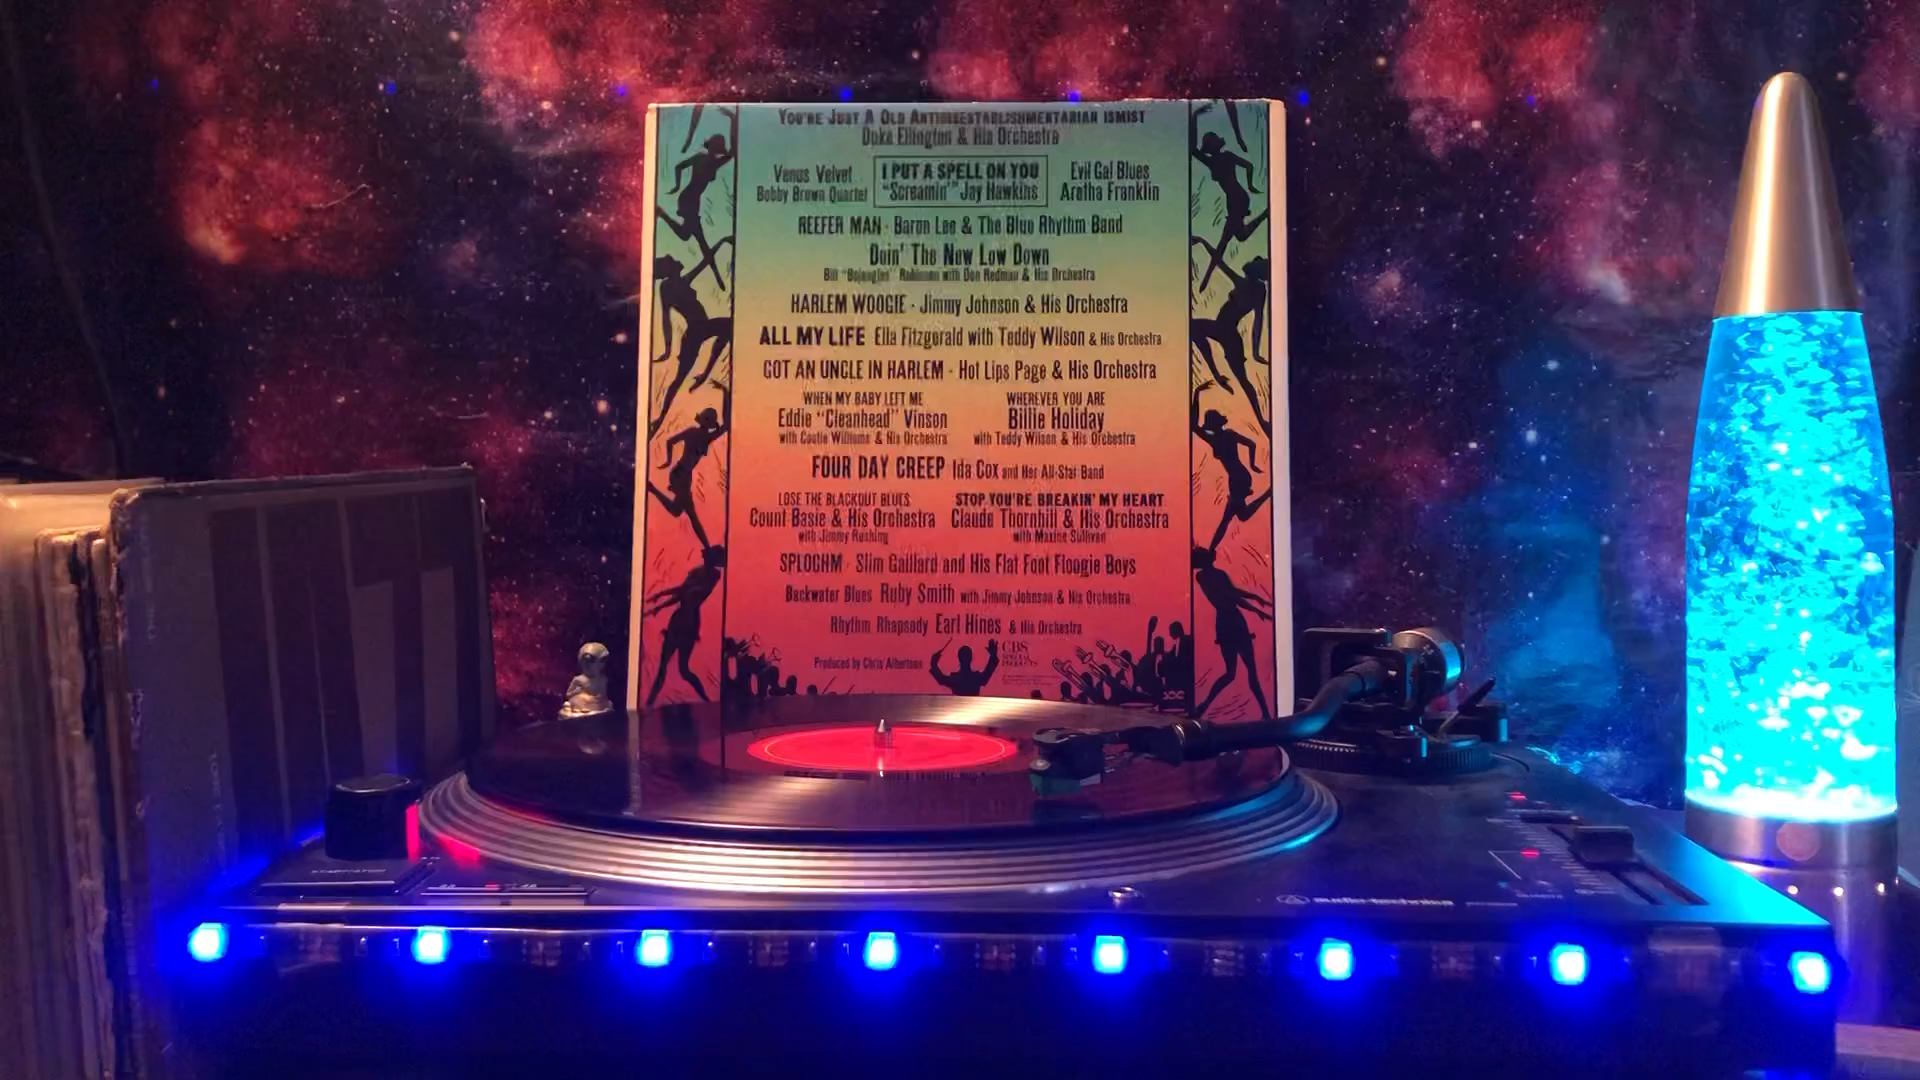 YOU'RE JUST A OLD ANTIDISESTABLISHMENTARIAN ISMIST
Duke Ellington & His Orchestra
Venus Velvet
Bobby Brown Quartet
I PUT A SPELL ON YOU
"Screamin'" Jay Hawkins
Evil Gal Blues
Aretha Franklin
REEFER MAN · Baron Lee & The Blue Rhythm Band
Doin' The New Low Down
Bill "Bojangles" Robinson with Don Redman & His Orchestra
HARLEM WOOGIE · Jimmy Johnson & His Orchestra
ALL MY LIFE Ella Fitzgerald with Teddy Wilson & His Orchestra
GOT AN UNCLE IN HARLEM · Hot Lips Page & His Orchestra
WHEN MY BABY LEFT ME
Eddie "Cleanhead" Vinson
with Cootie Williams & His Orchestra
WHEREVER YOU ARE
Billie Holiday
with Teddy Wilson & His Orchestra
FOUR DAY CREEP Ida Cox and Her All-Star Band
LOSE THE BLACKOUT BLUES
Count Basie & His Orchestra
with Jimmy Rushing
STOP YOU'RE BREAKIN' MY HEART
Claude Thornhill & His Orchestra
with Maxine Sullivan
SPLOGHM · Slim Gaillard and His Flat Foot Floogie Boys
Backwater Blues Ruby Smith with Jimmy Johnson & His Orchestra
Rhythm Rhapsody Earl Hines & His Orchestra
Produced by Chris Albertson
CBS
SPECIAL
PRODUCTS
audio-technica